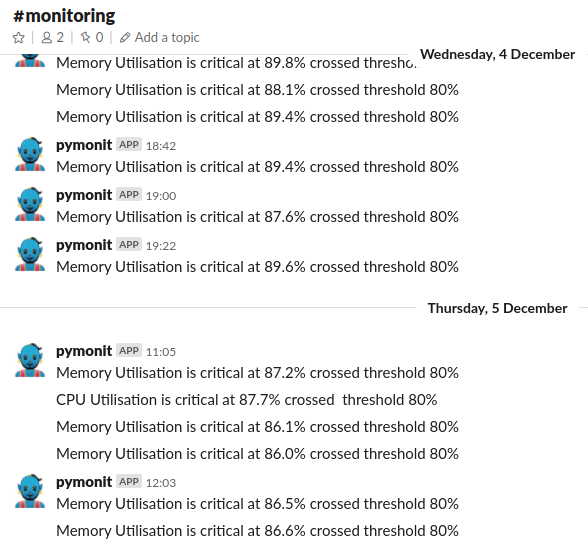 #monitoring
2 0 Add a topic
Wednesday, 4 December
Memory Utilisation is critical at 89.8% crossed
Memory Utilisation is critical at 88.1% crossed threshold 80%
Memory Utilisation is critical at 89.4% crossed threshold 80%
pymonit APP 18:42
Memory Utilisation is critical at 89.4% crossed threshold 80%
pymonit APP 19:00
Memory Utilisation is critical at 87.6% crossed threshold 80%
pymonit APP 19:22
Memory Utilisation is critical at 89.6% crossed threshold 80%
Thursday, 5 December
pymonit APP 11:05
Memory Utilisation is critical at 87.2% crossed threshold 80%
CPU Utilisation is critical at 87.7% crossed  threshold 80%
Memory Utilisation is critical at 86.1% crossed threshold 80%
Memory Utilisation is critical at 86.0% crossed threshold 80%
pymonit APP 12:03
Memory Utilisation is critical at 86.5% crossed threshold 80%
Memory Utilisation is critical at 86.6% crossed threshold 80%